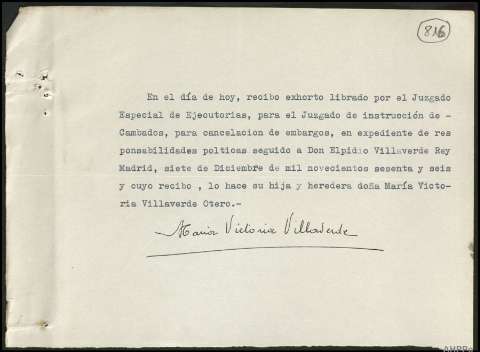 816
En el día de hoy, recibo exhorto librado por el Juzgado
Especial de Ejecutorias, para el Juzgado de instrucción de -
Cambados, para cancelacion de embargos, en expediente de res
ponsabilidades polticas seguido a Don Elpidio Villaverde Rey
Madrid, siete de Diciembre de mil novecientos sesenta y seis
y cuyo recibo , lo hace su hija y heredera doña María Victo-
ria Villaverde Otero.-
Maria Victoria Villaverde